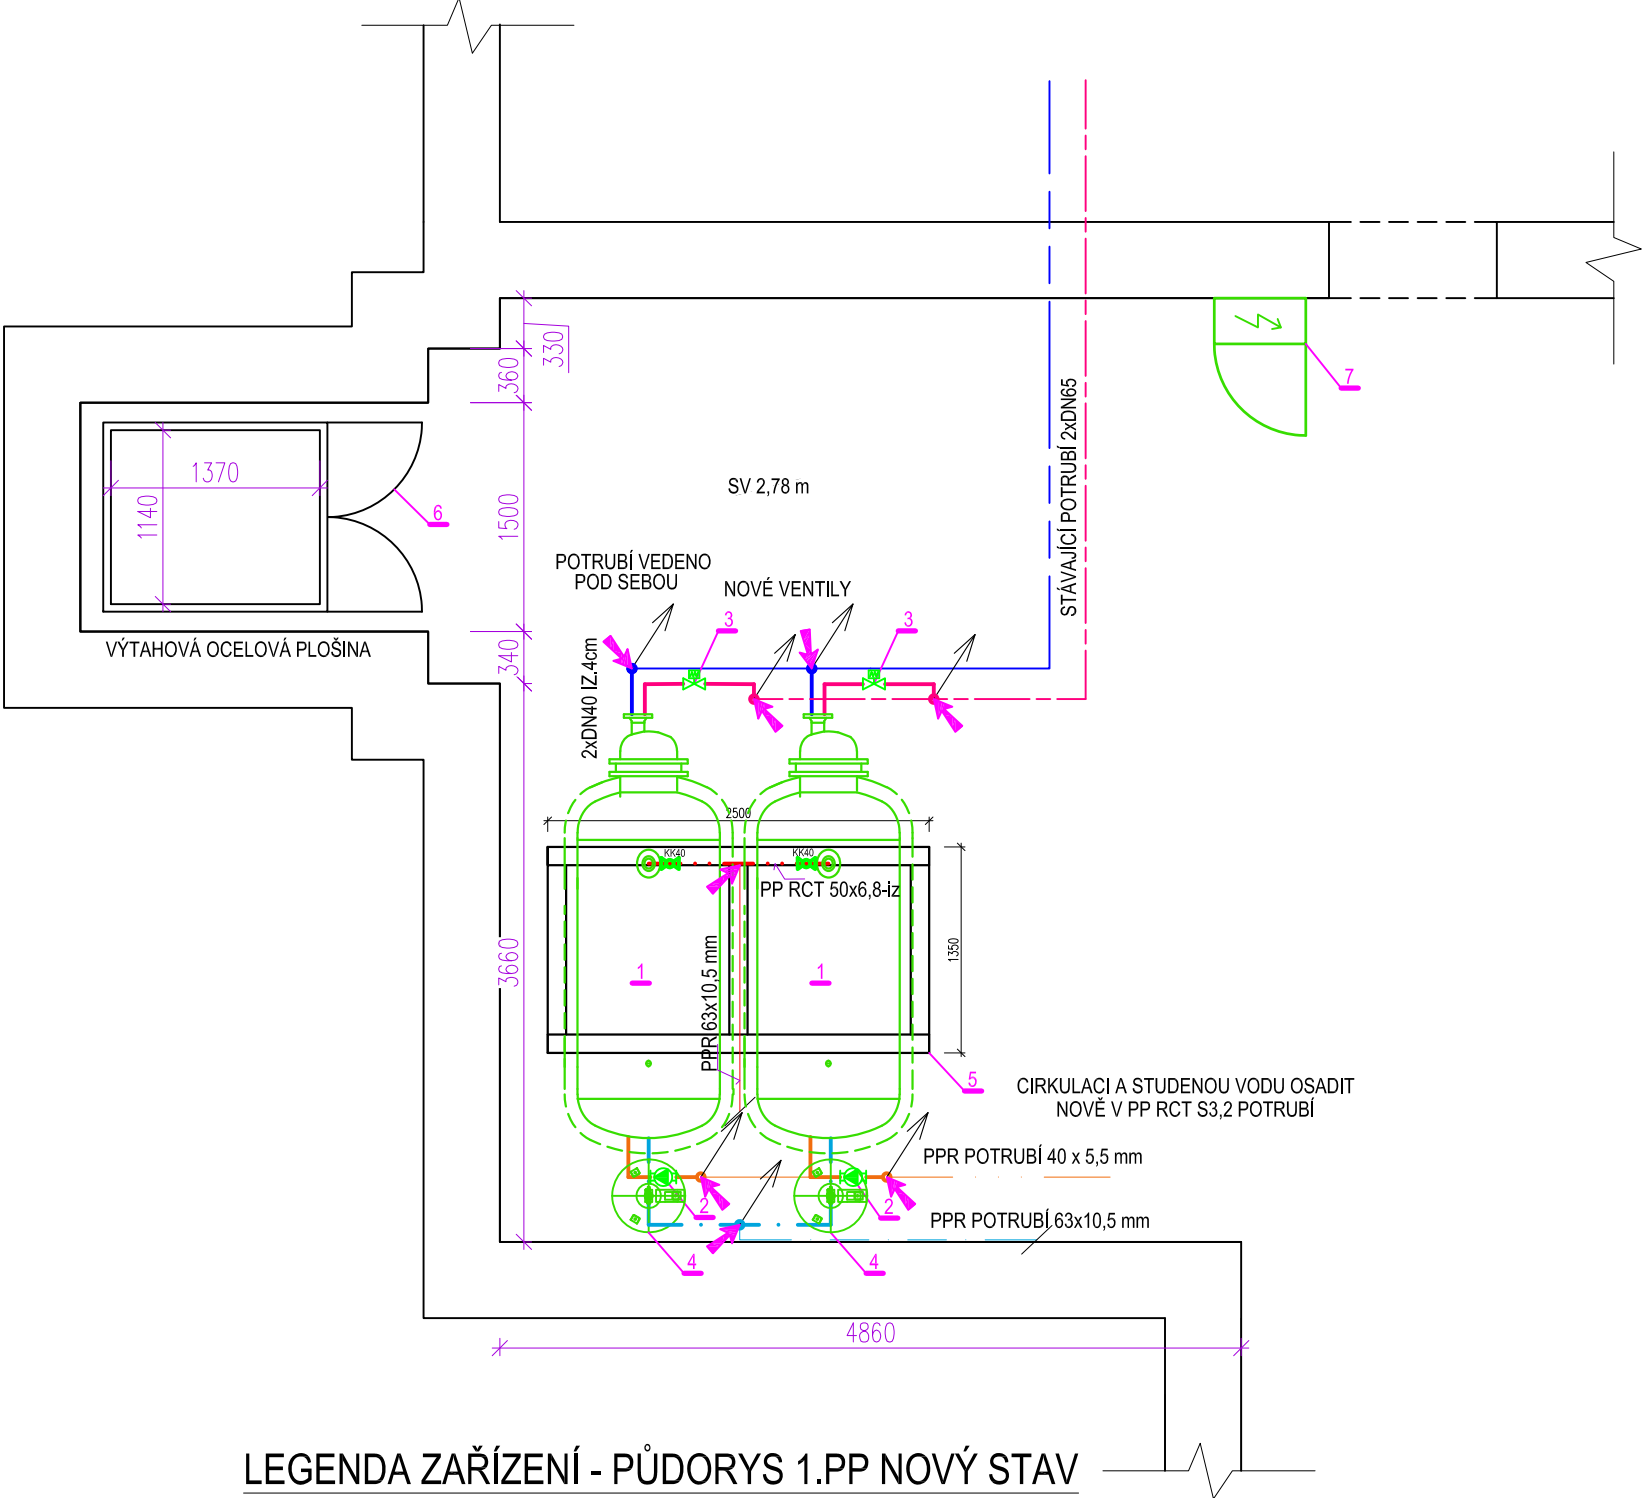 330
360
7
STÁVAJÍCÍ POTRUBÍ 2xDN65
1370
1140
6
1500
SV 2,78 m
POTRUBÍ VEDENO
POD SEBOU
NOVÉ VENTILY
3
3
VÝTAHOVÁ OCELOVÁ PLOŠINA
340
2xDN40 IZ.4cm
2500
KK40
KK40
PP RCT 50x6,8-iz
1350
3660
PPR 63x10,5 mm
1
1
5
CIRKULACI A STUDENOU VODU OSADIT
NOVĚ V PP RCT S3,2 POTRUBÍ
PPR POTRUBÍ 40 x 5,5 mm
2
2
PPR POTRUBÍ 63x10,5 mm
4
4
4860
LEGENDA ZAŘÍZENÍ - PŮDORYS 1.PP NOVÝ STAV